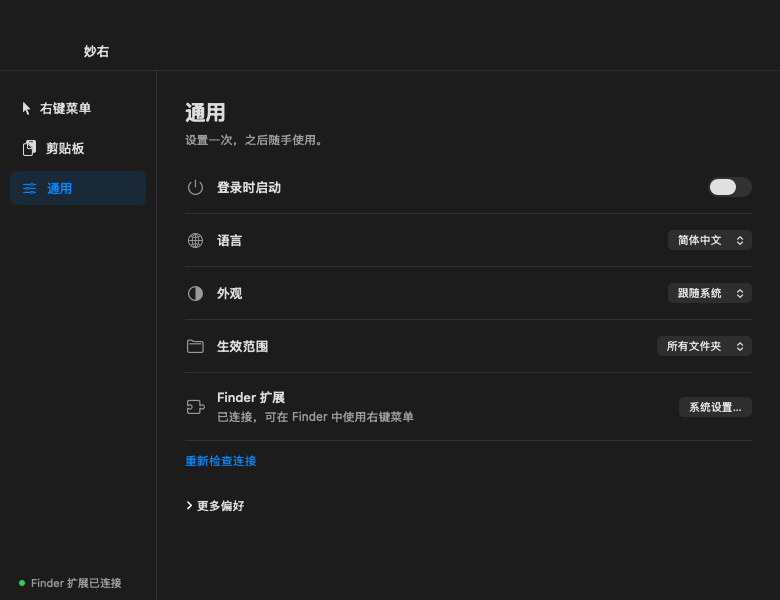 妙右
右键菜单
剪贴板
通用
通用
设置一次，之后随手使用。
登录时启动
语言
简体中文
外观
跟随系统
生效范围
所有文件夹
Finder 扩展
已连接，可在 Finder 中使用右键菜单
系统设置...
重新检查连接
更多偏好
Finder 扩展已连接